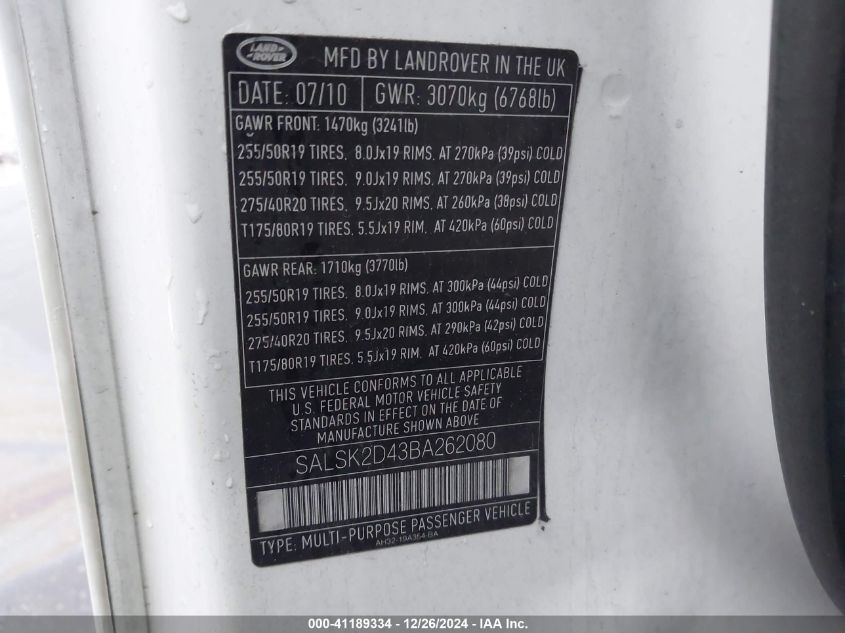 LAND
ROVER
MFD BY LANDROVER IN THE UK
DATE: 07/10 GWR: 3070kg (6768lb)
GAWR FRONT: 1470kg (3241lb)
255/50R19 TIRES. 8.0Jx19 RIMS. AT 270kPa (39psi) COLD
255/50R19 TIRES. 9.0Jx19 RIMS. AT 270kPa (39psi) COLD
275/40R20 TIRES. 9.5Jx20 RIMS. AT 260kPa (38psi) COLD
T175/80R19 TIRES. 5.5Jx19 RIM. AT 420kPa (60psi) COLD
GAWR REAR: 1710kg (3770lb)
255/50R19 TIRES. 8.0Jx19 RIMS. AT 300kPa (44psi) COLD
255/50R19 TIRES. 9.0Jx19 RIMS. AT 300kPa (44psi) COLD
275/40R20 TIRES. 9.5Jx20 RIMS. AT 290kPa (42psi) COLD
T175/80R19 TIRES. 5.5Jx19 RIM. AT 420kPa (60psi) COLD
THIS VEHICLE CONFORMS TO ALL APPLICABLE
U.S. FEDERAL MOTOR VEHICLE SAFETY
STANDARDS IN EFFECT ON THE DATE OF
MANUFACTURE SHOWN ABOVE
SALSK2D43BA262080
TYPE: MULTI-PURPOSE PASSENGER VEHICLE
AH32-19A354-BA
000-41189334 - 12/26/2024 - IAA Inc.